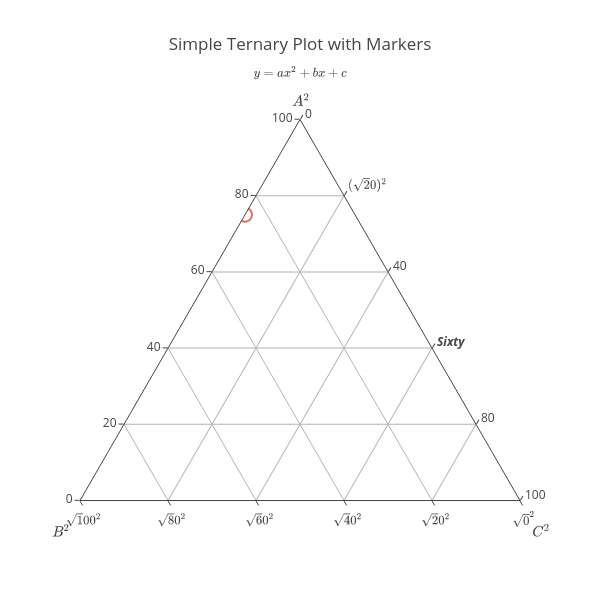 Simple Ternary Plot with Markers
y = ax² + bx + c
A²
100 0
80 (√20)²
60 40
40 Sixty
20 80
0 100
√100² √80² √60² √40² √20² √0²
B² C²